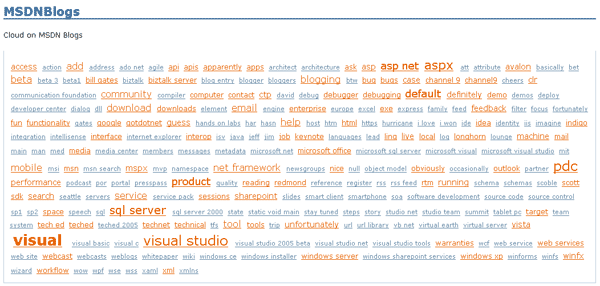 MSDNBlogs
Cloud on MSDN Blogs
access action add address ado net agile api apis apparently apps architect architecture ask asp asp net aspx att attribute avalon basically bet
beta beta 3 beta1 bill gates biztalk biztalk server blog entry blogger bloggers blogging btw bug bugs case channel 9 channel9 cheers clr
communication foundation community compiler computer contact ctp david debug debugger debugging default definitely demo demos deploy
developer center dialog dll download downloads element email engine enterprise europe excel exe express family feed feedback filter focus fortunately
fun functionality gates google gotdotnet guess hands on labs har hasn help host htm html https hurricane i love i won ide idea identity iis imagine indigo
integration intellisense interface internet explorer interop isv java jeff jim job keynote languages lead linq live local log longhorn lounge machine mail
main man med media media center members messages metadata microsoft net microsoft office microsoft sql server microsoft visual microsoft visual studio mit
mobile moi msn msn search mspx mvp namespace net framework newsgroups nice null object model obviously occasionally outlook partner pdc
performance podcast por portal presspass product quality reading redmond reference register rss rss feed rtm running schema schemas scoble scott
sdk search seattle servers service service pack sessions sharepoint slides smart client smartphone soa software development source code source control
sp1 sp2 space speech sql sql server sql server 2000 state static void main stay tuned steps store studio net studio team summit tablet pc target team
system tech ed teched teched 2005 technet technical tfs tool tools trip unfortunately url url library vb net virtual earth virtual server vista
visual visual basic visual c visual studio visual studio 2005 beta visual studio net visual studio tools warranties wcf web service web services
web site webcast webcasts weblogs whitepaper wiki windows ce windows installer windows server windows sharepoint services windows xp winforms winfs winfx
wizard workflow wow wpf wse wss xaml xml xmlns